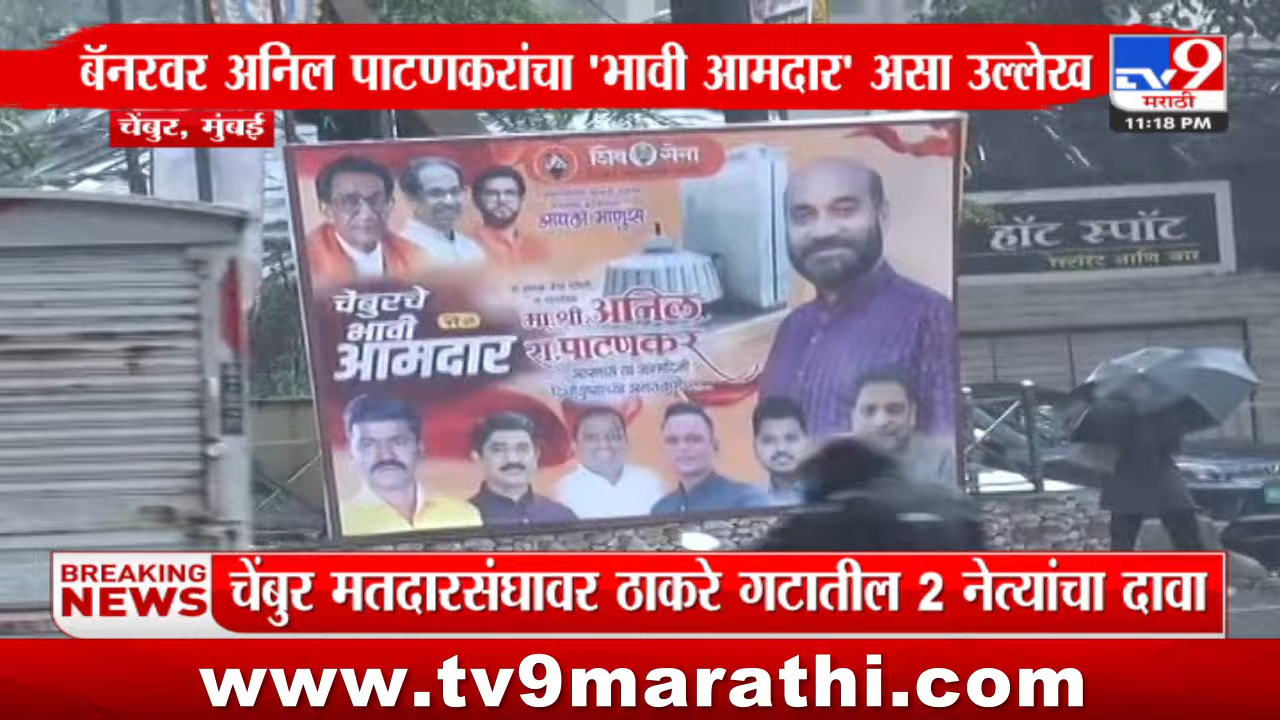 बॅनरवर अनिल पाटणकरांचा 'भावी आमदार' असा उल्लेख
TV9
मराठी
11:18 PM
चेंबुर, मुंबई
शिवसेना
आपला माणूस
हॉट स्पॉट
चेंबुरचे
भावी
आमदार
मा.श्री. अनिल
रा. पाटणकर
BREAKING
NEWS
चेंबुर मतदारसंघावर ठाकरे गटातील 2 नेत्यांचा दावा
www.tv9marathi.com